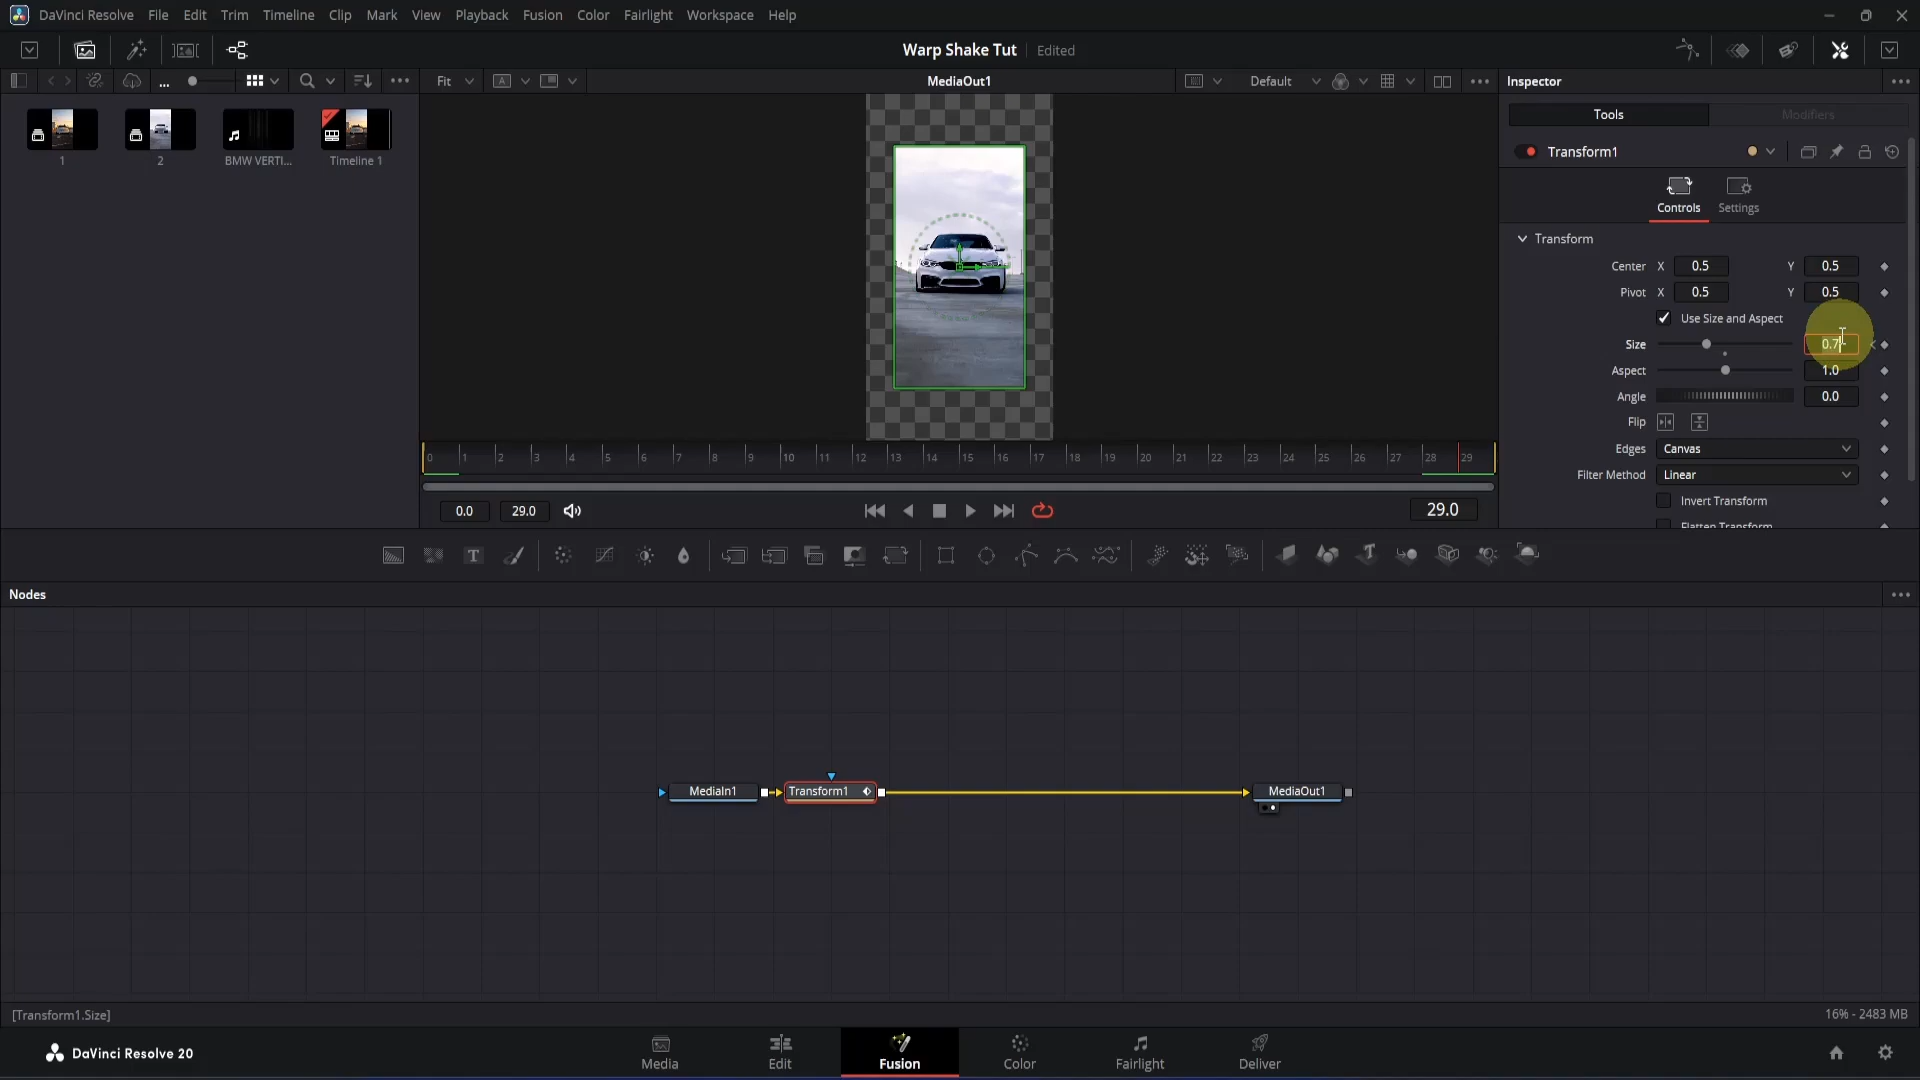 DaVinci Resolve File Edit Trim Timeline Clip Mark View Playback Fusion Color Fairlight Workspace Help
Warp Shake Tut Edited
... Fit A MediaOut1 Default Inspector
Tools Modifiers
Transform1
Controls Settings
1 2 BMW VERTI... Timeline 1
Transform
Center X 0.5 Y 0.5
Pivot X 0.5 Y 0.5
Use Size and Aspect
Size 0.7
Aspect 1.0
Angle 0.0
Flip
Edges Canvas
Filter Method Linear
Invert Transform
Flatten Transform
0 1 2 3 4 5 6 7 8 9 10 11 12 13 14 15 16 17 18 19 20 21 22 23 24 25 26 27 28 29
0.0 29.0 29.0
Nodes
MediaIn1 Transform1 MediaOut1
[Transform1.Size] 16% - 2483 MB
DaVinci Resolve 20 Media Edit Fusion Color Fairlight Deliver